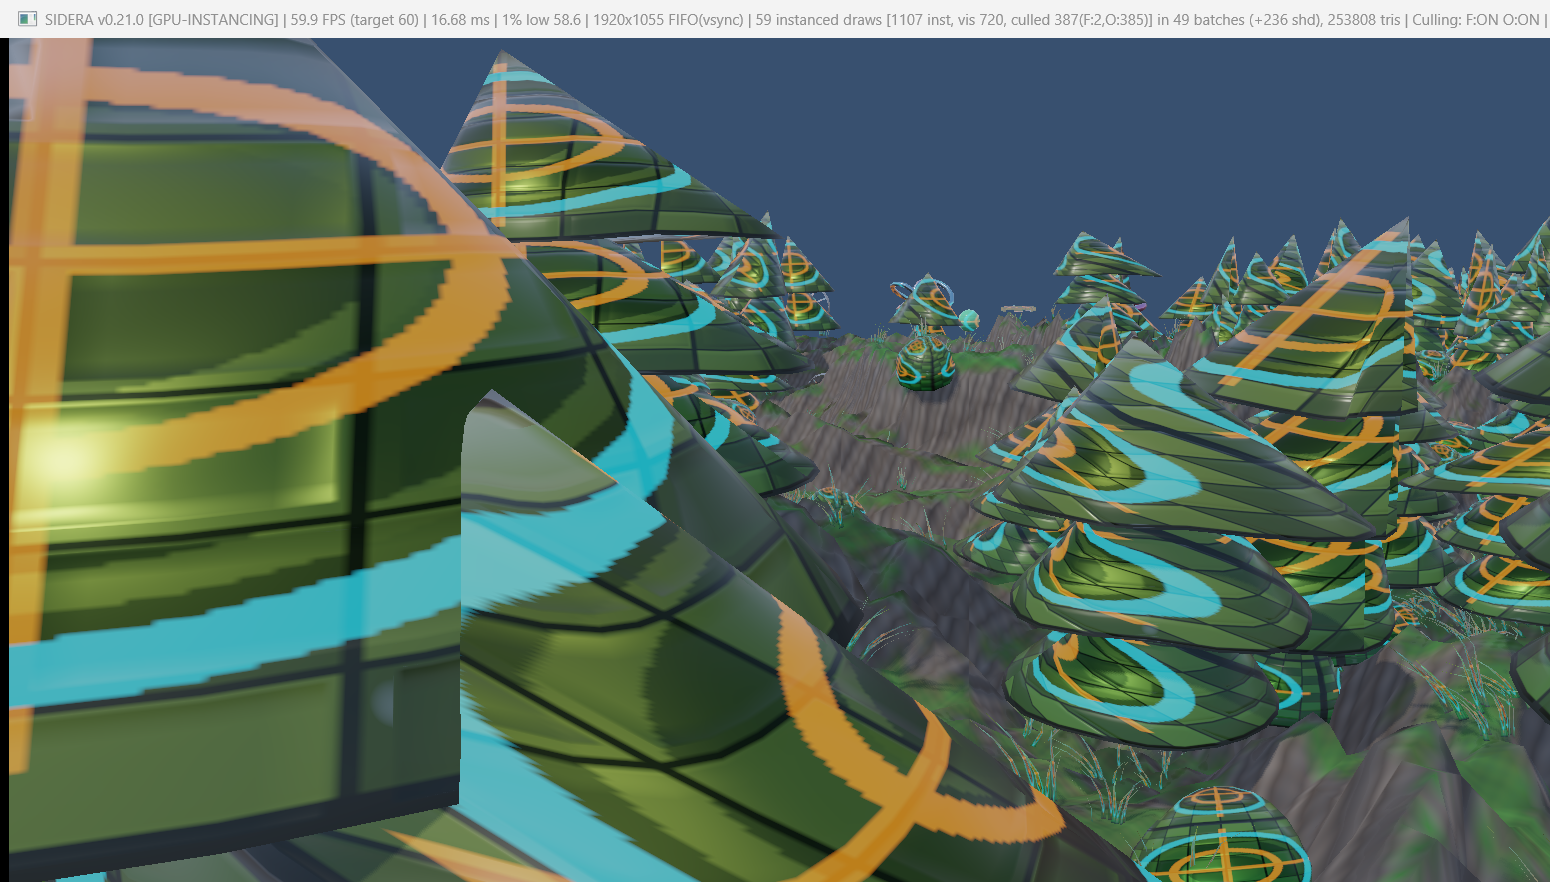 SIDERA v0.21.0 [GPU-INSTANCING] | 59.9 FPS (target 60) | 16.68 ms | 1% low 58.6 | 1920x1055 FIFO(vsync) | 59 instanced draws [1107 inst, vis 720, culled 387(F:2,O:385)] in 49 batches (+236 shd), 253808 tris | Culling: F:ON O:ON |